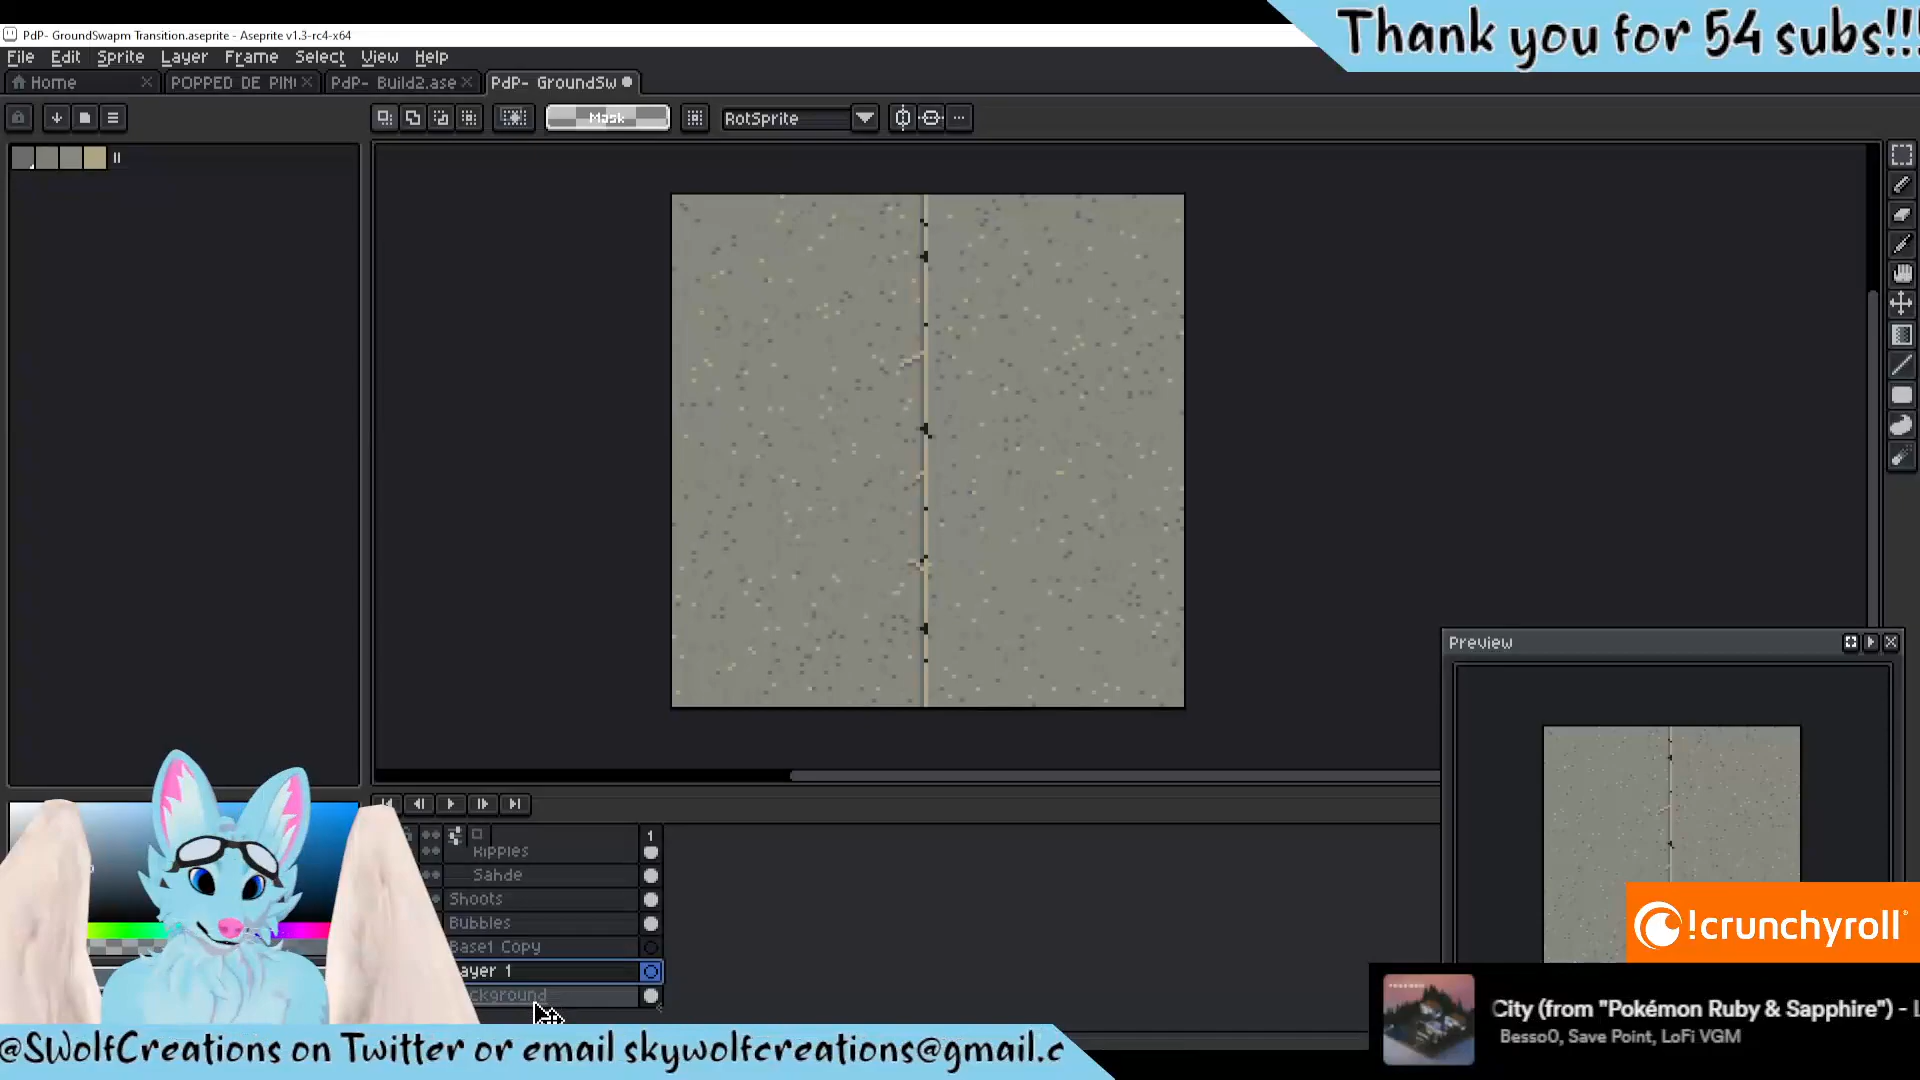 PdP- GroundSwapm Transition.aseprite - Aseprite v1.3-rc4-x64
Thank you for 54 subs!!!
File Edit Sprite Layer Frame Select View Help
Home POPPED DE PIN PdP- Build2.ase PdP- GroundSw
Mask RotSprite
Preview
1
Ripples
Sahde
Shoots
Bubbles
Base1 Copy
ayer 1
ckground
!crunchyroll
City (from "Pokémon Ruby & Sapphire") - L
Besso0, Save Point, LoFi VGM
@SWolfCreations on Twitter or email skywolfcreations@gmail.c